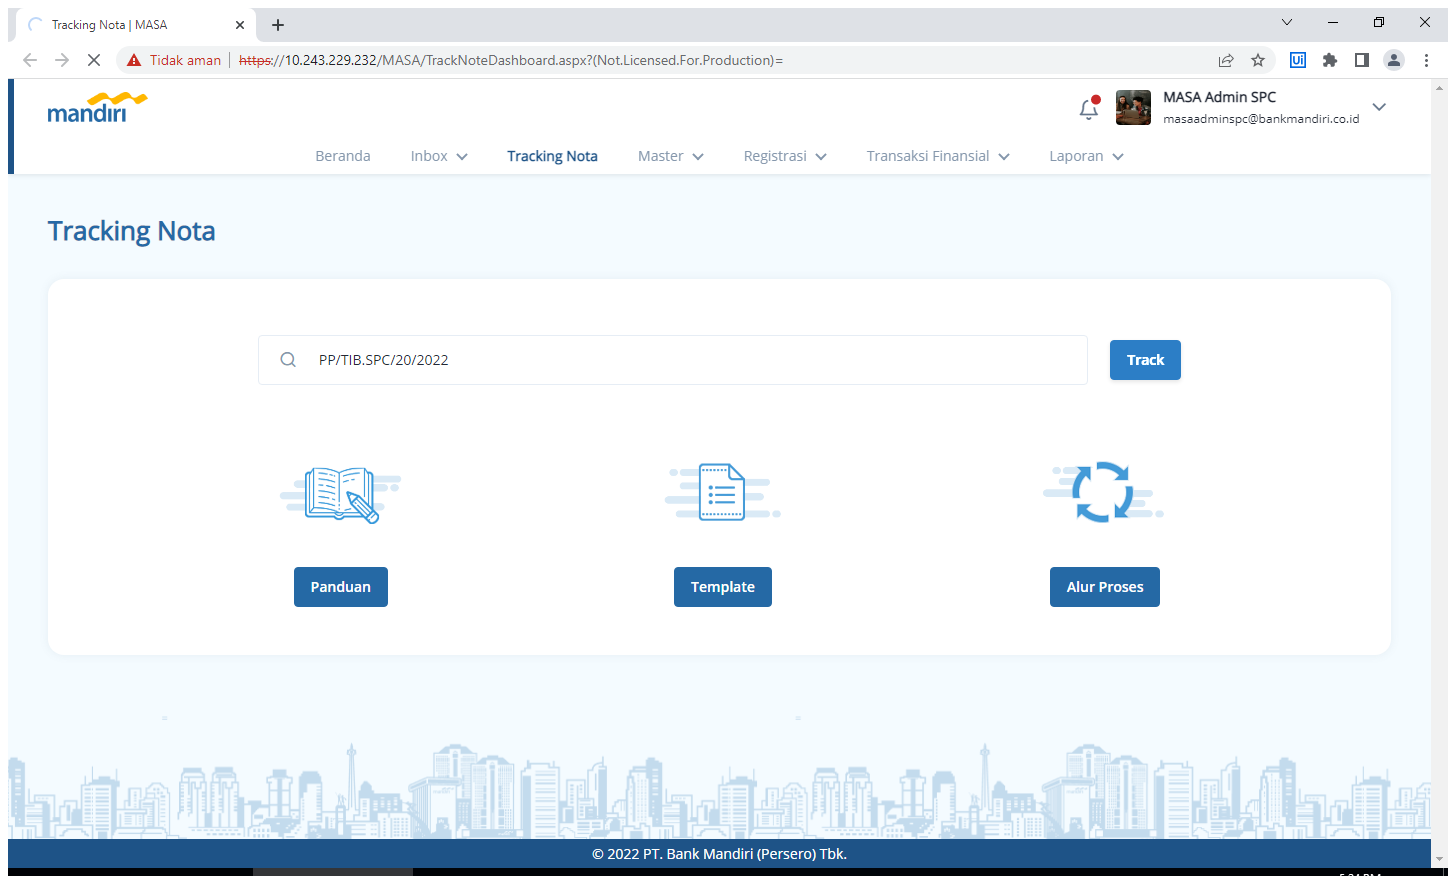 Tracking Nota | MASA
Tidak aman
https://10.243.229.232/MASA/TrackNoteDashboard.aspx?(Not.Licensed.For.Production)=
Ui
mandiri
MASA Admin SPC
masaadminspc@bankmandiri.co.id
Beranda Inbox Tracking Nota Master Registrasi Transaksi Finansial Laporan
Tracking Nota
PP/TIB.SPC/20/2022
Track
Panduan Template Alur Proses
© 2022 PT. Bank Mandiri (Persero) Tbk.